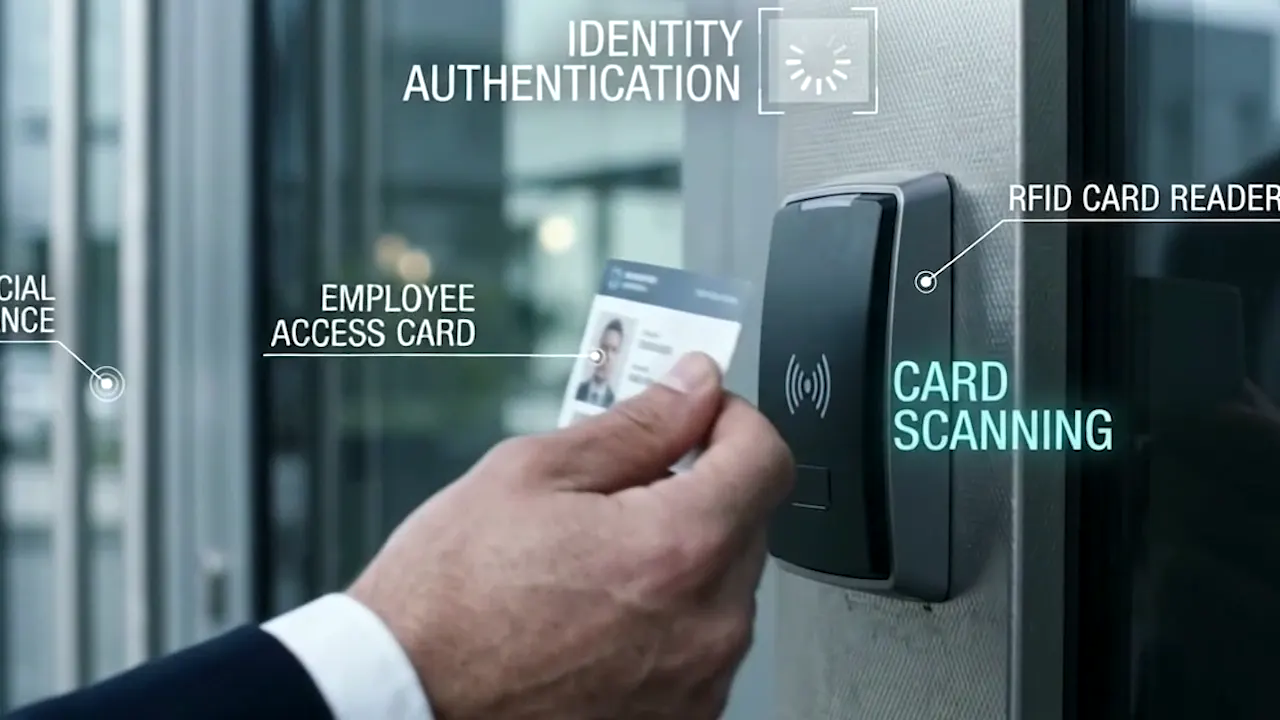 IDENTITY
AUTHENTICATION
RFID CARD READER
CIAL
NCE
EMPLOYEE
ACCESS CARD
CARD
SCANNING